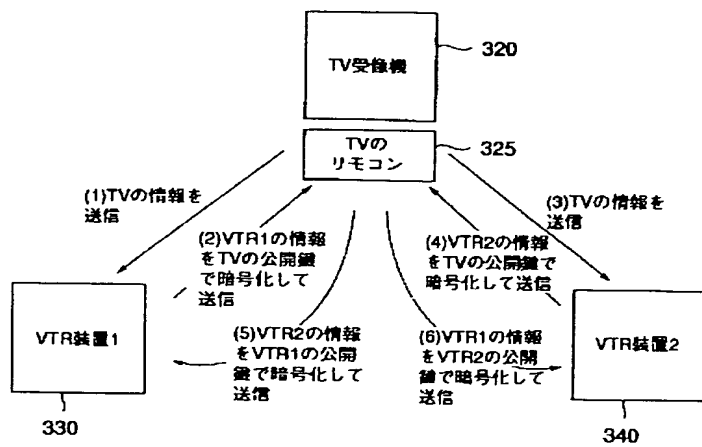 TV受像機
320
TVの
リモコン
325
(1)TVの情報を
送信
(2)VTR1の情報
をTVの公開鍵
で暗号化して
送信
(3)TVの情報を
送信
(4)VTR2の情報
をTVの公開鍵で
暗号化して送信
VTR装置1
330
(5)VTR2の情報
をVTR1の公開
鍵で暗号化して
送信
(6)VTR1の情報
をVTR2の公開
鍵で暗号化して
送信
VTR装置2
340